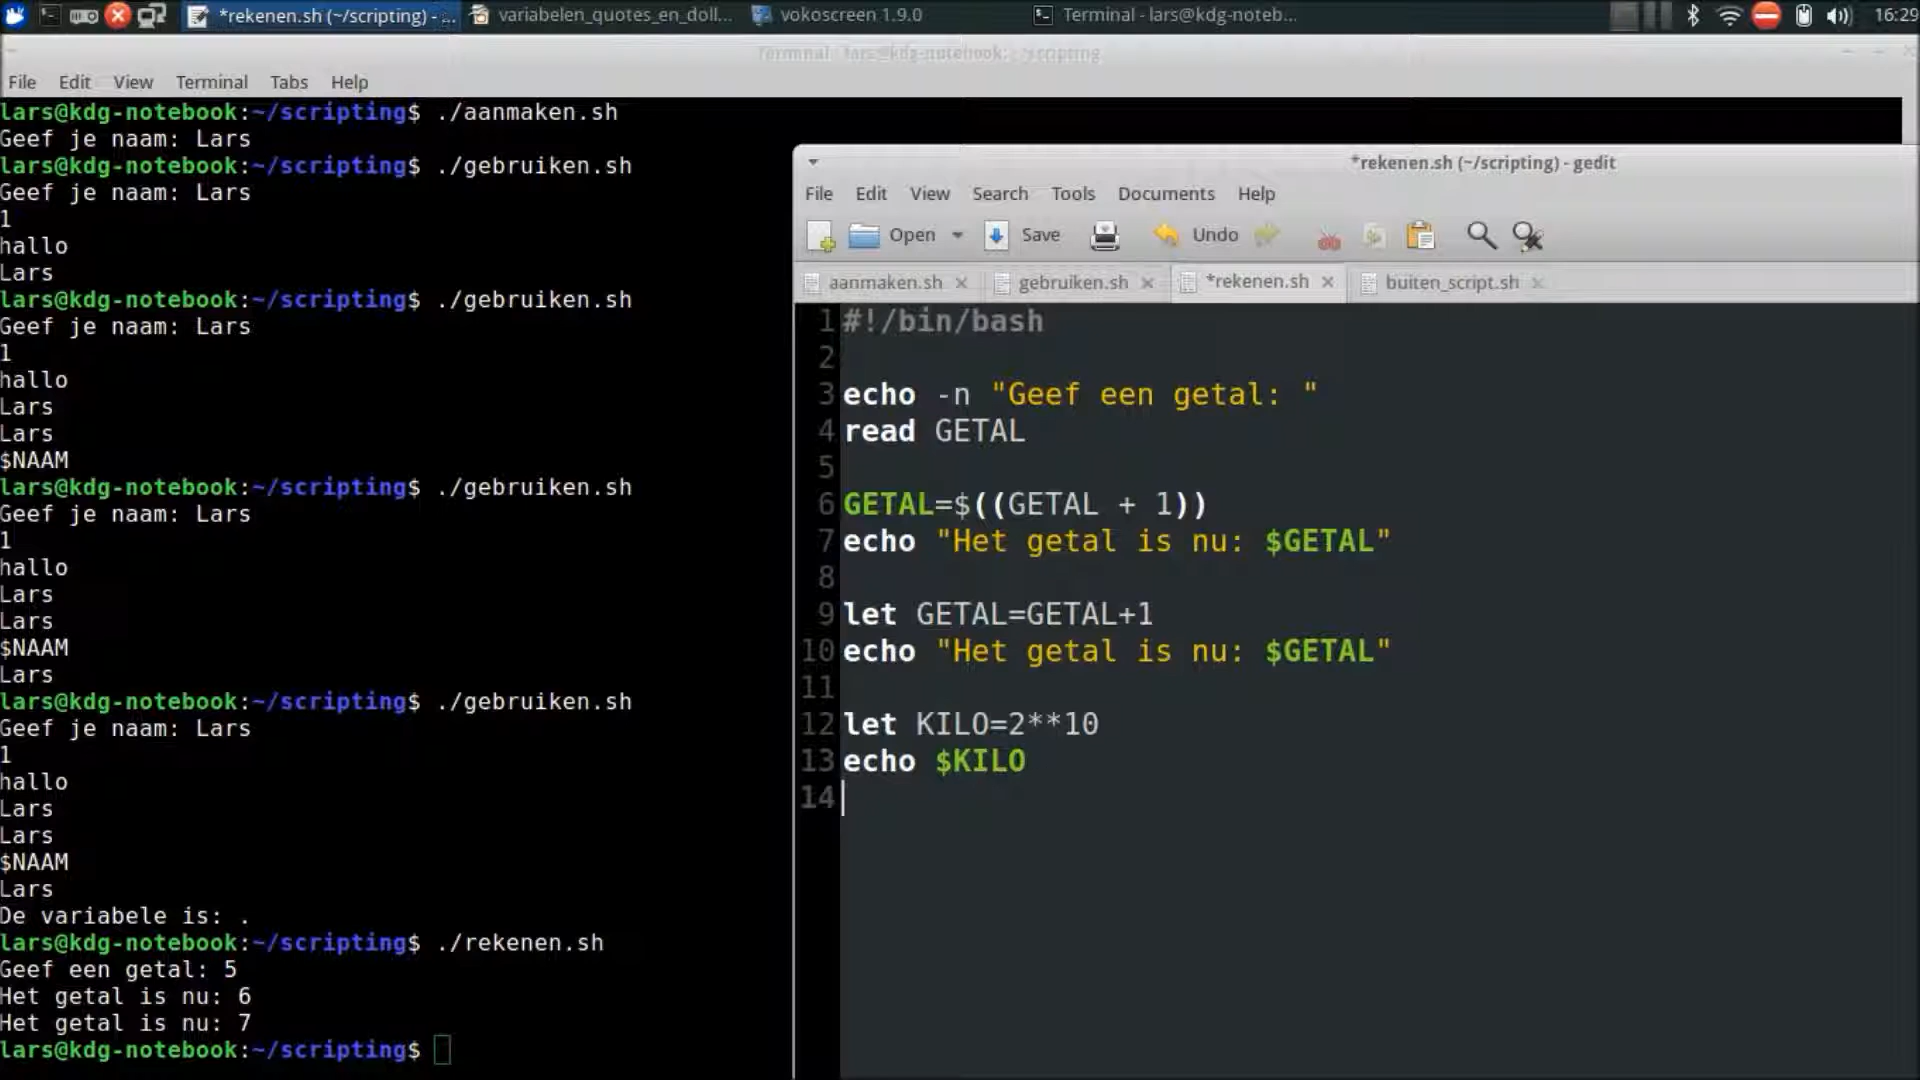 *rekenen.sh (~/scripting) - ...
variabelen_quotes_en_doll...
vokoscreen 1.9.0
Terminal - lars@kdg-noteb...
16:29
Terminal - lars@kdg-notebook: ~/scripting
File Edit View Terminal Tabs Help
lars@kdg-notebook:~/scripting$ ./aanmaken.sh
Geef je naam: Lars
lars@kdg-notebook:~/scripting$ ./gebruiken.sh
Geef je naam: Lars
1
hallo
Lars
lars@kdg-notebook:~/scripting$ ./gebruiken.sh
Geef je naam: Lars
1
hallo
Lars
Lars
$NAAM
lars@kdg-notebook:~/scripting$ ./gebruiken.sh
Geef je naam: Lars
1
hallo
Lars
Lars
$NAAM
Lars
lars@kdg-notebook:~/scripting$ ./gebruiken.sh
Geef je naam: Lars
1
hallo
Lars
Lars
$NAAM
Lars
De variabele is: .
lars@kdg-notebook:~/scripting$ ./rekenen.sh
Geef een getal: 5
Het getal is nu: 6
Het getal is nu: 7
lars@kdg-notebook:~/scripting$
*rekenen.sh (~/scripting) - gedit
File Edit View Search Tools Documents Help
Open Save Undo
aanmaken.sh gebruiken.sh *rekenen.sh buiten_script.sh
1 #!/bin/bash
2
3 echo -n "Geef een getal: "
4 read GETAL
5
6 GETAL=$((GETAL + 1))
7 echo "Het getal is nu: $GETAL"
8
9 let GETAL=GETAL+1
10 echo "Het getal is nu: $GETAL"
11
12 let KILO=2**10
13 echo $KILO
14